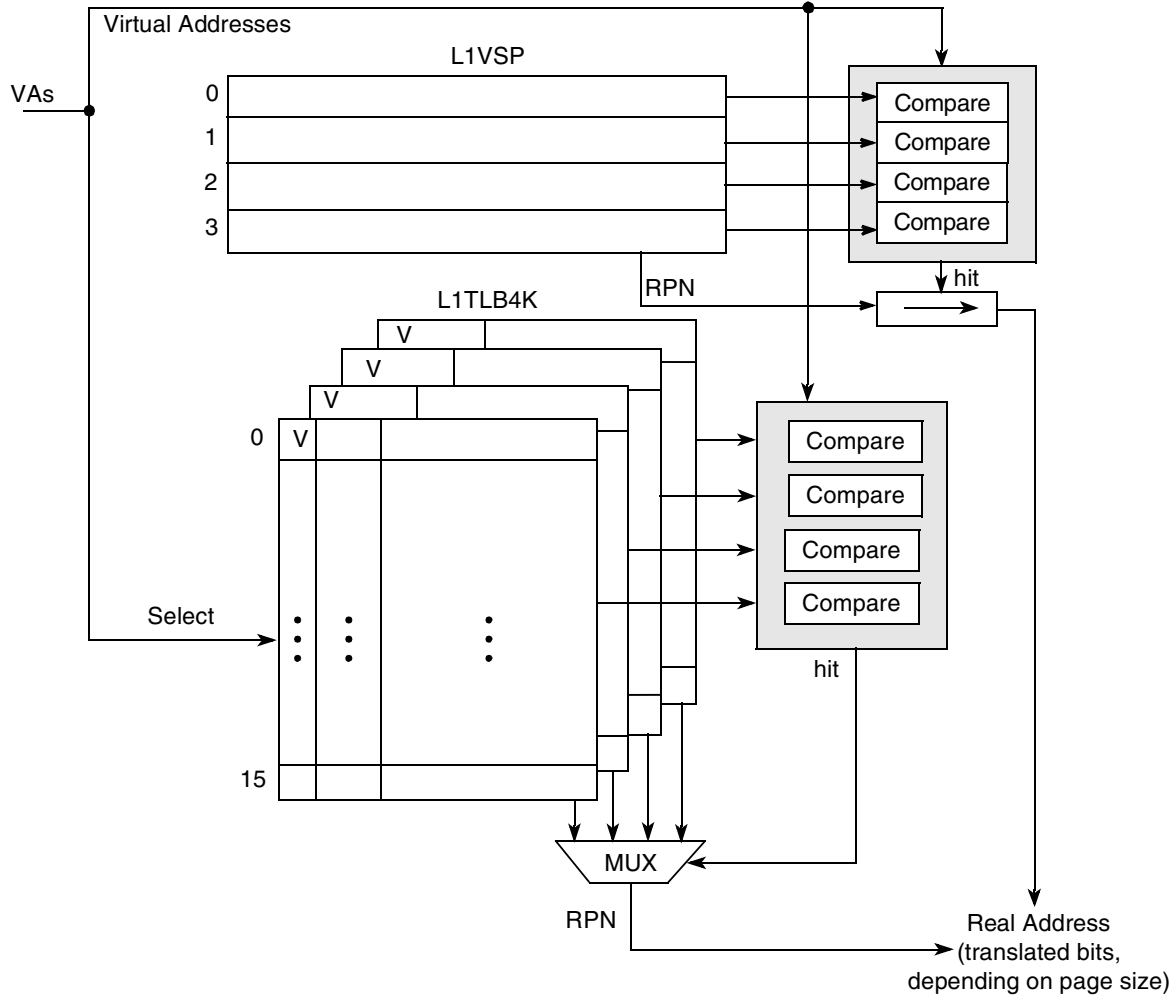 Virtual Addresses
L1VSP
VAs
0
1
2
3
Compare
Compare
Compare
Compare
hit
RPN
L1TLB4K
V
V
V
V
0
Compare
Compare
Compare
Compare
Select
hit
15
MUX
RPN
Real Address
(translated bits,
depending on page size)